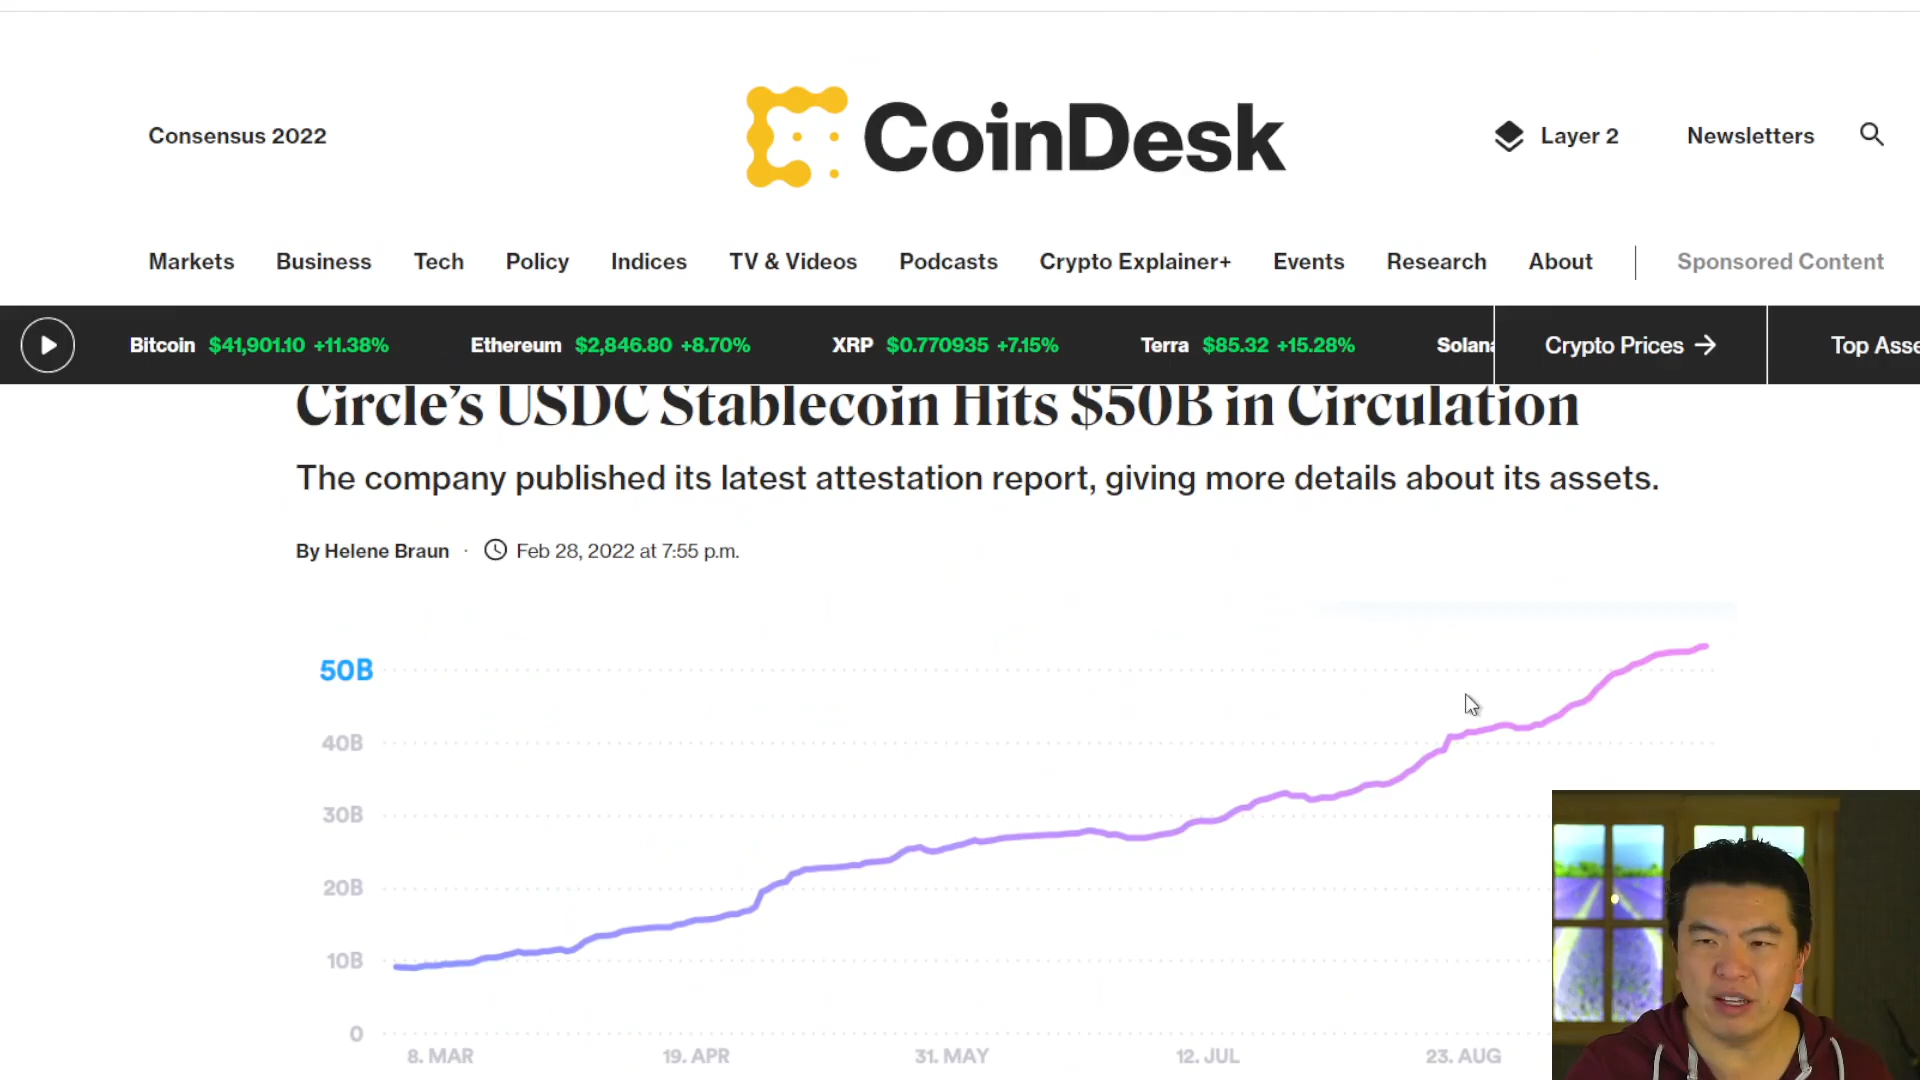 Consensus 2022
CoinDesk
Layer 2
Newsletters
Markets Business Tech Policy Indices TV & Videos Podcasts Crypto Explainer+ Events Research About Sponsored Content
Bitcoin $41,901.10 +11.38% Ethereum $2,846.80 +8.70% XRP $0.770935 +7.15% Terra $85.32 +15.28% Solana Crypto Prices → Top Asse
Circle's USDC Stablecoin Hits $50B in Circulation
The company published its latest attestation report, giving more details about its assets.
By Helene Braun · Feb 28, 2022 at 7:55 p.m.
50B
40B
30B
20B
10B
0
8. MAR 19. APR 31. MAY 12. JUL 23. AUG